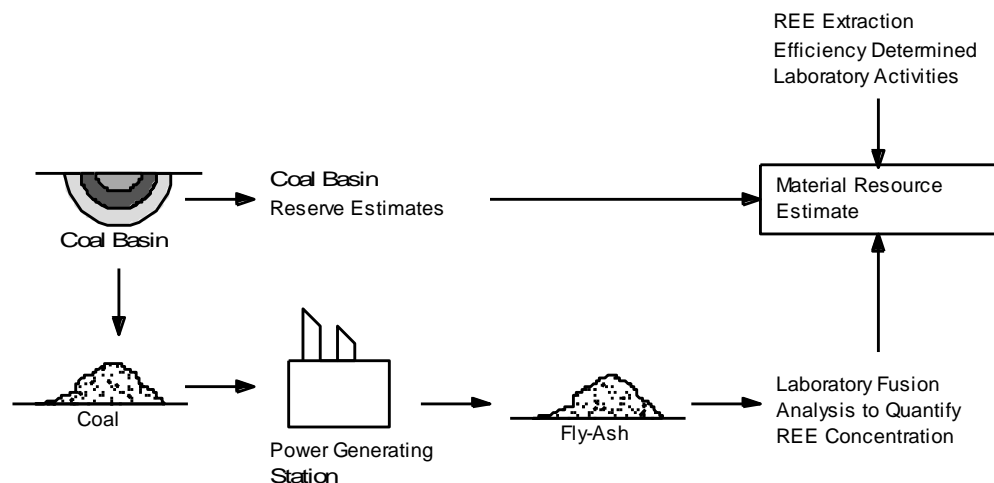 REE Extraction
Efficiency Determined
Laboratory Activities
Coal Basin
Reserve Estimates
Material Resource
Estimate
Coal Basin
Coal
Power Generating
Station
Fly-Ash
Laboratory Fusion
Analysis to Quantify
REE Concentration